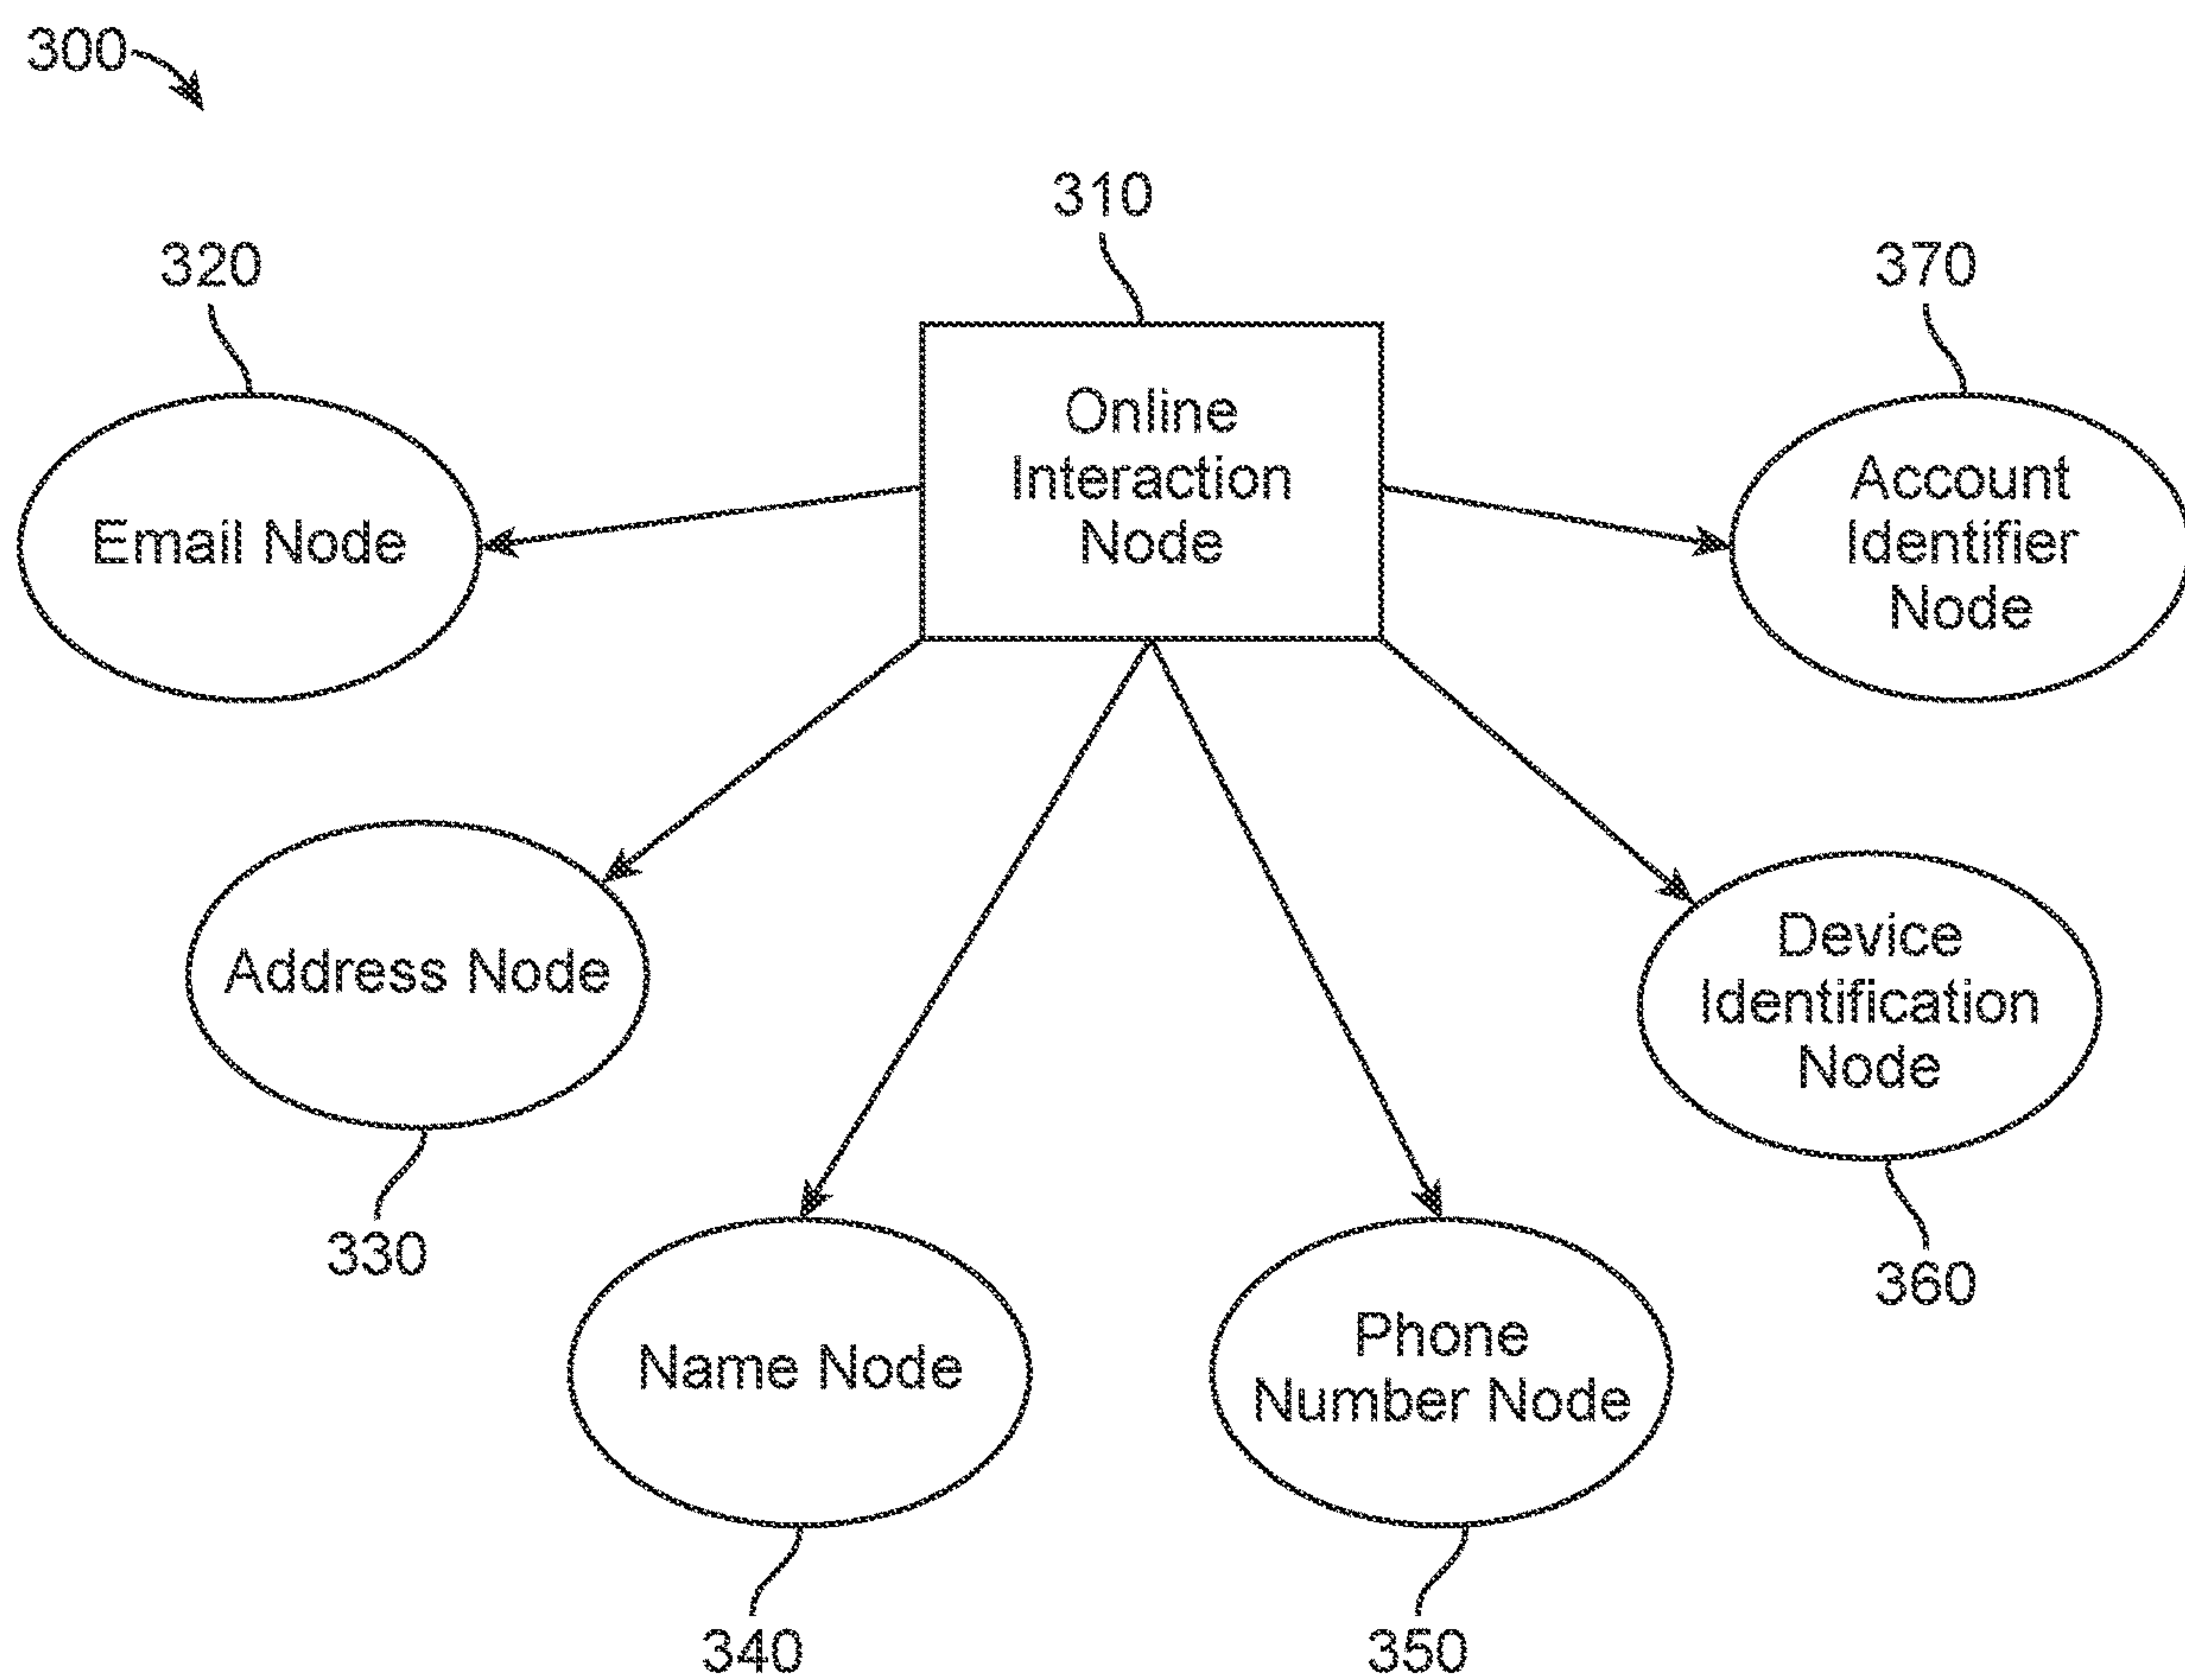 300
310
320
370
Online
Interaction
Node
Email Node
Account
Identifier
Node
Address Node
Device
Identification
Node
330
360
Name Node
Phone
Number Node
340
350